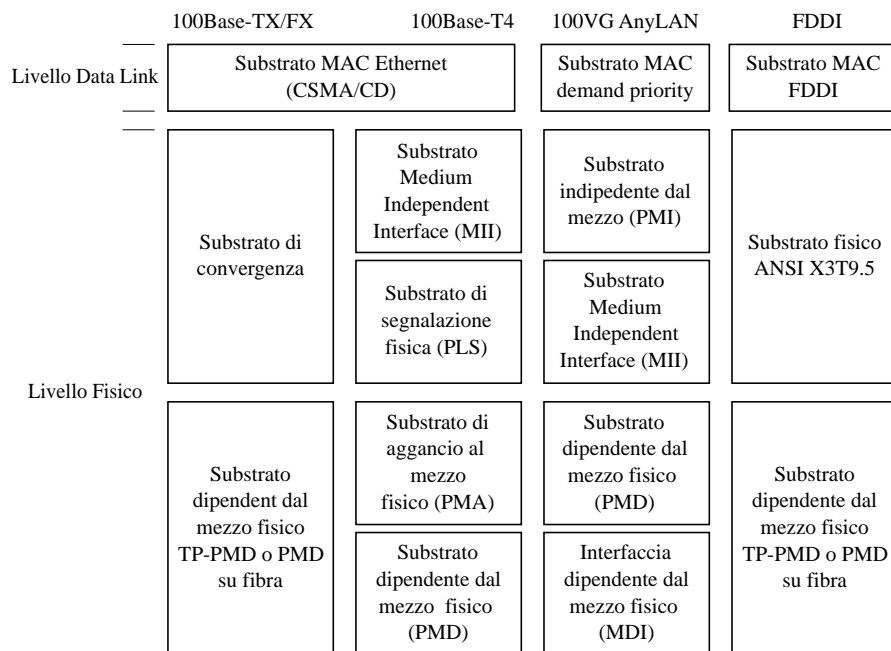 100Base-TX/FX
100Base-T4
100VG AnyLAN
FDDI
Livello Data Link
Substrato MAC Ethernet
(CSMA/CD)
Substrato MAC
demand priority
Substrato MAC
FDDI
Livello Fisico
Substrato di
convergenza
Substrato
Medium
Independent
Interface (MII)
Substrato
indipedente dal
mezzo (PMI)
Substrato fisico
ANSI X3T9.5
Substrato di
segnalazione
fisica (PLS)
Substrato
Medium
Independent
Interface (MII)
Substrato
dipendent dal
mezzo fisico
TP-PMD o PMD
su fibra
Substrato di
aggancio al
mezzo
fisico (PMA)
Substrato
dipendente dal
mezzo fisico
(PMD)
Substrato
dipendente dal
mezzo fisico
TP-PMD o PMD
su fibra
Substrato
dipendente dal
mezzo fisico
(PMD)
Interfaccia
dipendente dal
mezzo fisico
(MDI)